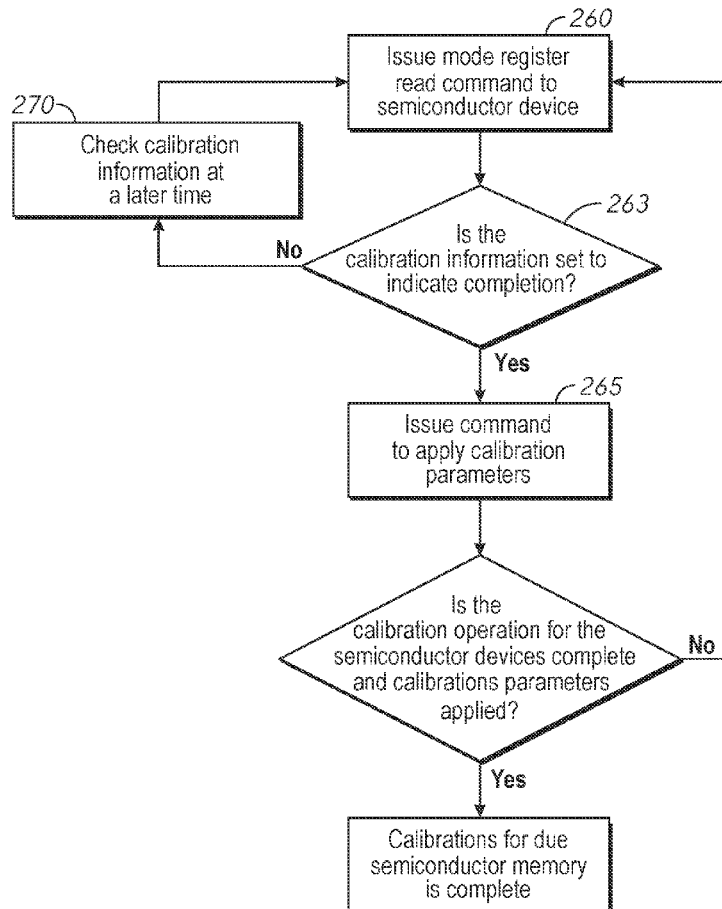 260
Issue mode register
read command to
semiconductor device
270
Check calibration
information at
a later time
263
Is the
calibration information set to
indicate completion?
No
Yes
265
Issue command
to apply calibration
parameters
Is the
calibration operation for the
semiconductor devices complete
and calibrations parameters
applied?
No
Yes
Calibrations for due
semiconductor memory
is complete